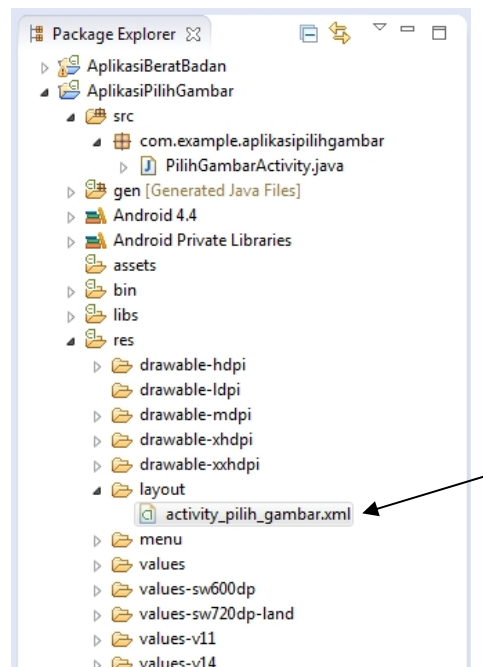 Package Explorer
AplikasiBeratBadan
AplikasiPilihGambar
src
com.example.aplikasipilihgambar
PilihGambarActivity.java
gen [Generated Java Files]
Android 4.4
Android Private Libraries
assets
bin
libs
res
drawable-hdpi
drawable-ldpi
drawable-mdpi
drawable-xhdpi
drawable-xxhdpi
layout
activity_pilih_gambar.xml
menu
values
values-sw600dp
values-sw720dp-land
values-v11
values-v14